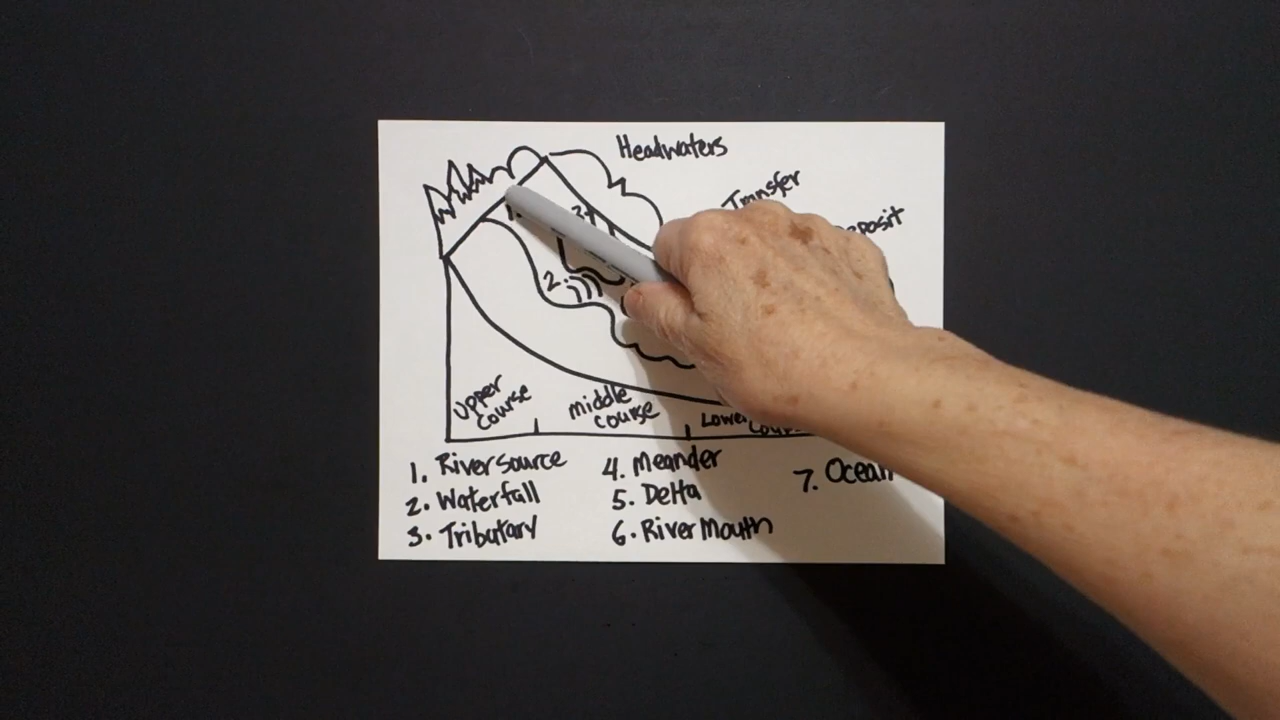 Headwaters
Transfer
1.
2.
Upper
Course
middle
course
Lower
1. River Source
2. Waterfall
3. Tributary
4. Meander
5. Delta
6. River Mouth
7. Ocean